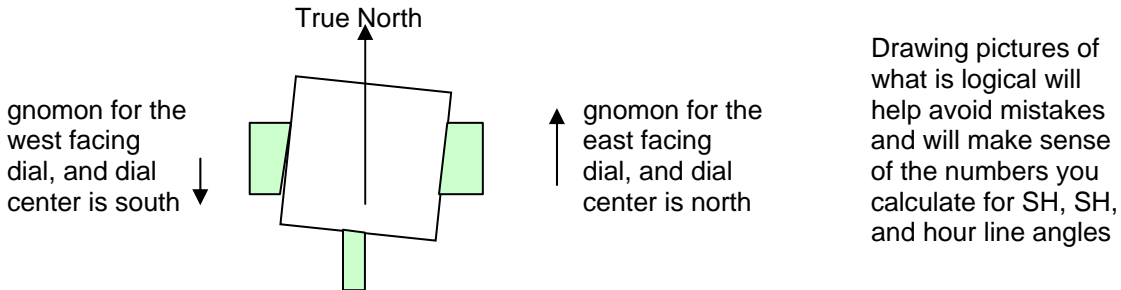 True North
gnomon for the
west facing
dial, and dial
center is south
gnomon for the
east facing
dial, and dial
center is north
Drawing pictures of
what is logical will
help avoid mistakes
and will make sense
of the numbers you
calculate for SH, SH,
and hour line angles